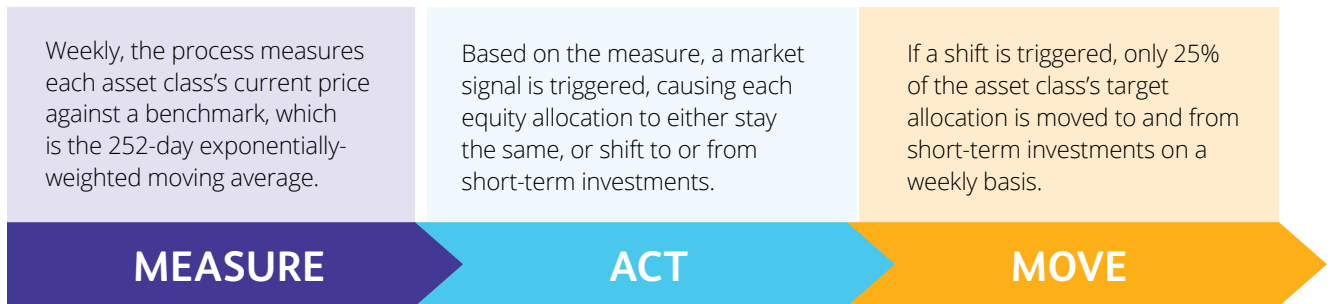 Weekly, the process measures
each asset class's current price
against a benchmark, which
is the 252-day exponentially-
weighted moving average.
MEASURE
Based on the measure, a market
signal is triggered, causing each
equity allocation to either stay
the same, or shift to or from
short-term investments.
ACT
If a shift is triggered, only 25%
of the asset class's target
allocation is moved to and from
short-term investments on a
weekly basis.
MOVE